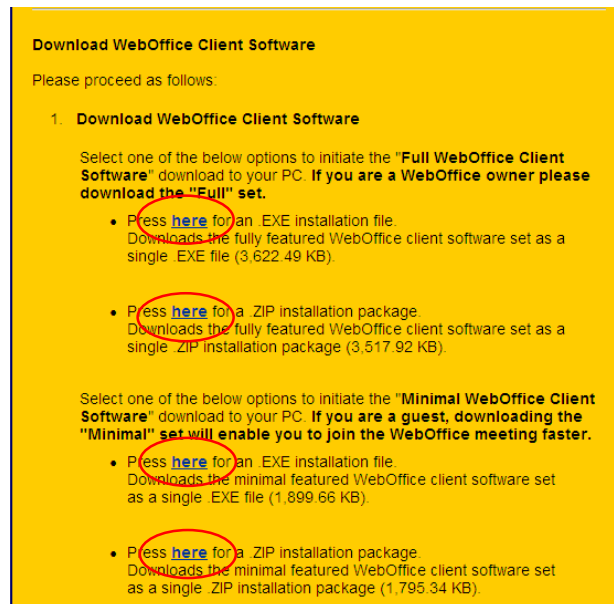 Download WebOffice Client Software
Please proceed as follows:
1. Download WebOffice Client Software
Select one of the below options to initiate the "Full WebOffice Client
Software" download to your PC. If you are a WebOffice owner please
download the "Full" set.
• Press here for an .EXE installation file.
Downloads the fully featured WebOffice client software set as a
single .EXE file (3,622.49 KB).
• Press here for a .ZIP installation package.
Downloads the fully featured WebOffice client software set as a
single .ZIP installation package (3,517.92 KB).
Select one of the below options to initiate the "Minimal WebOffice Client
Software" download to your PC. If you are a guest, downloading the
"Minimal" set will enable you to join the WebOffice meeting faster.
• Press here for an .EXE installation file.
Downloads the minimal featured WebOffice client software set
as a single .EXE file (1,899.66 KB).
• Press here for a .ZIP installation package.
Downloads the minimal featured WebOffice client software set
as a single .ZIP installation package (1,795.34 KB).